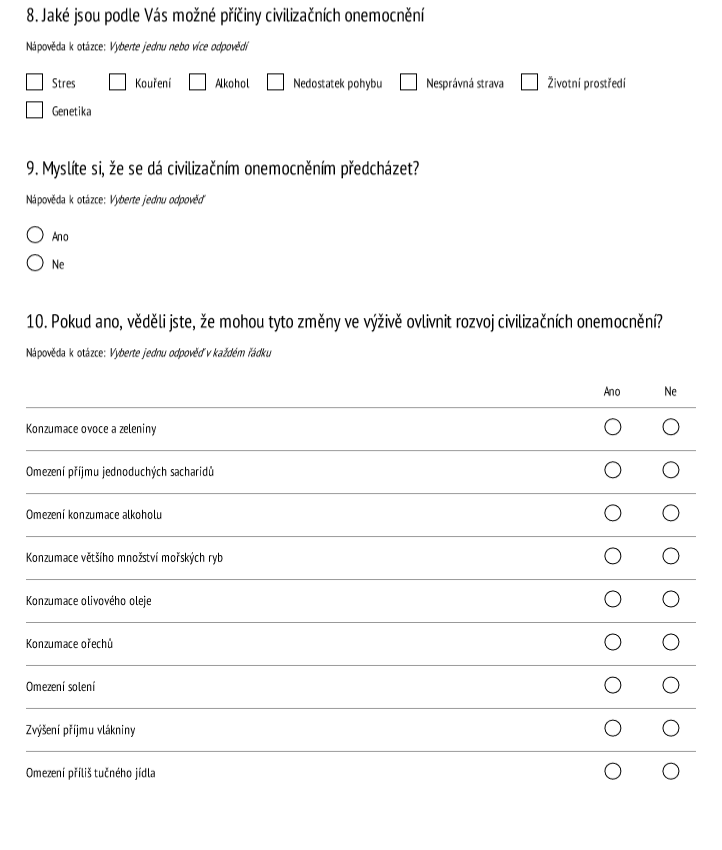 8. Jaké jsou podle Vás možné příčiny civilizačních onemocnění
Nápověda k otázce: Vyberte jednu nebo více odpovědí
Stres Kouření Alkohol Nedostatek pohybu Nesprávná strava Životní prostředí
Genetika
9. Myslíte si, že se dá civilizačním onemocněním předcházet?
Nápověda k otázce: Vyberte jednu odpověď
Ano
Ne
10. Pokud ano, věděli jste, že mohou tyto změny ve výživě ovlivnit rozvoj civilizačních onemocnění?
Nápověda k otázce: Vyberte jednu odpověď v každém řádku
Ano Ne
Konzumace ovoce a zeleniny
Omezení příjmu jednoduchých sacharidů
Omezení konzumace alkoholu
Konzumace většího množství mořských ryb
Konzumace olivového oleje
Konzumace ořechů
Omezení solení
Zvýšení příjmu vlákniny
Omezení příliš tučného jídla